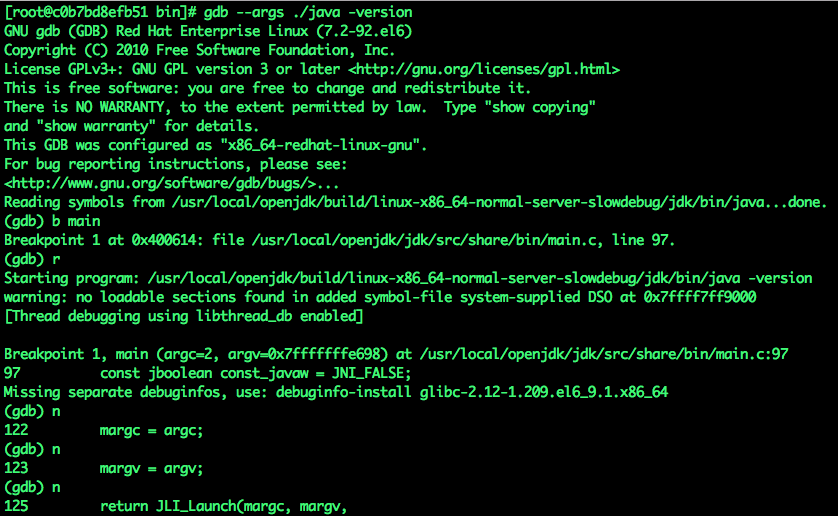 [root@c0b7bd8efb51 bin]# gdb --args ./java -version
GNU gdb (GDB) Red Hat Enterprise Linux (7.2-92.el6)
Copyright (C) 2010 Free Software Foundation, Inc.
License GPLv3+: GNU GPL version 3 or later <http://gnu.org/licenses/gpl.html>
This is free software: you are free to change and redistribute it.
There is NO WARRANTY, to the extent permitted by law.  Type "show copying"
and "show warranty" for details.
This GDB was configured as "x86_64-redhat-linux-gnu".
For bug reporting instructions, please see:
<http://www.gnu.org/software/gdb/bugs/>...
Reading symbols from /usr/local/openjdk/build/linux-x86_64-normal-server-slowdebug/jdk/bin/java...done.
(gdb) b main
Breakpoint 1 at 0x400614: file /usr/local/openjdk/jdk/src/share/bin/main.c, line 97.
(gdb) r
Starting program: /usr/local/openjdk/build/linux-x86_64-normal-server-slowdebug/jdk/bin/java -version
warning: no loadable sections found in added symbol-file system-supplied DSO at 0x7ffff7ff9000
[Thread debugging using libthread_db enabled]
Breakpoint 1, main (argc=2, argv=0x7fffffffe698) at /usr/local/openjdk/jdk/src/share/bin/main.c:97
97          const jboolean const_javaw = JNI_FALSE;
Missing separate debuginfos, use: debuginfo-install glibc-2.12-1.209.el6_9.1.x86_64
(gdb) n
122         margc = argc;
(gdb) n
123         margv = argv;
(gdb) n
125         return JLI_Launch(margc, margv,